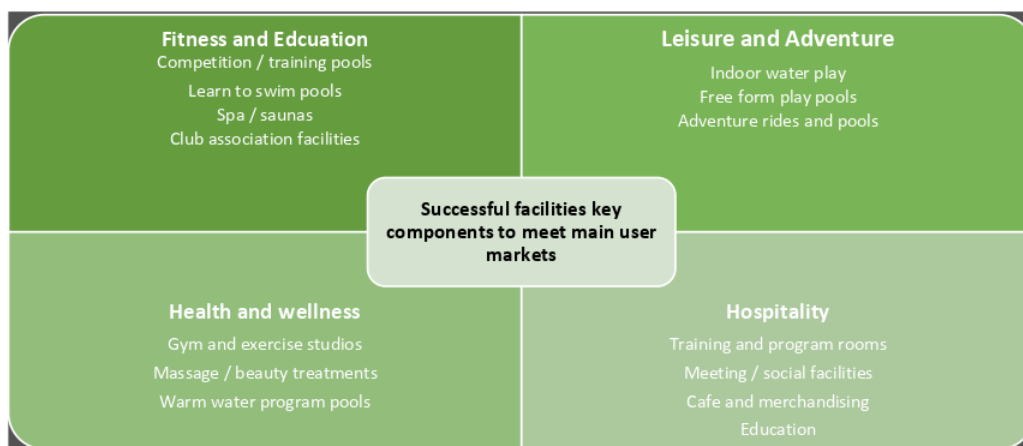 Fitness and Edcuation
Competition / training pools
Learn to swim pools
Spa / saunas
Club association facilities
Leisure and Adventure
Indoor water play
Free form play pools
Adventure rides and pools
Successful facilities key
components to meet main user
markets
Health and wellness
Gym and exercise studios
Massage / beauty treatments
Warm water program pools
Hospitality
Training and program rooms
Meeting / social facilities
Cafe and merchandising
Education